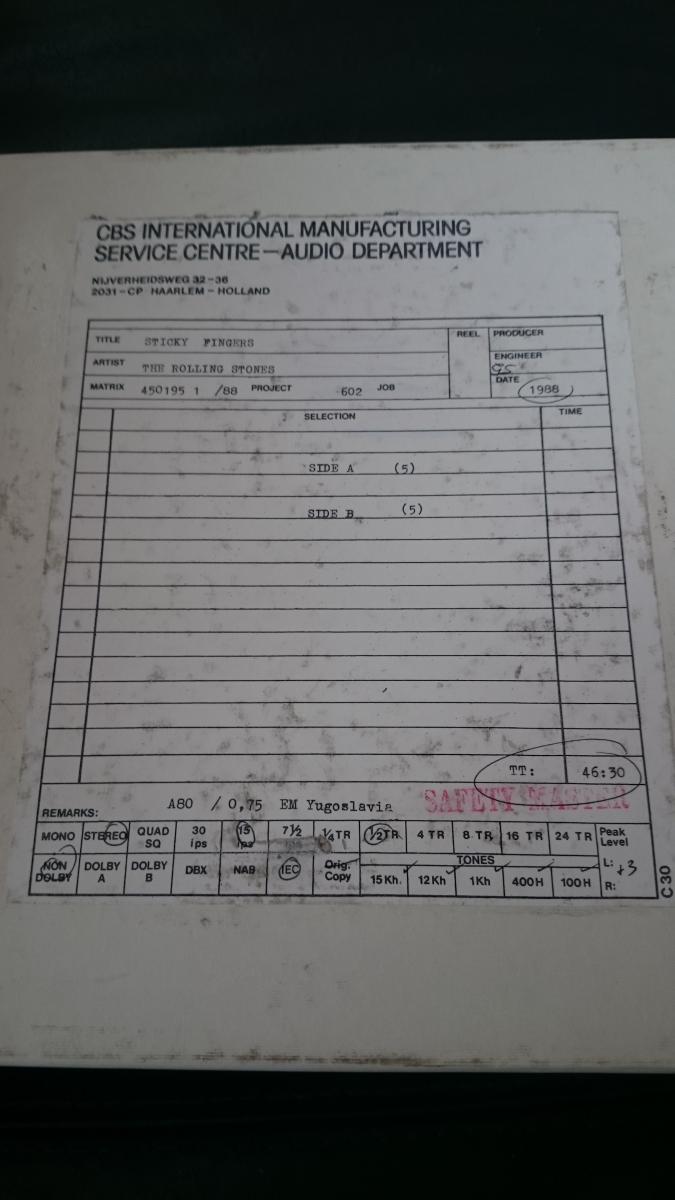 CBS INTERNATIONAL MANUFACTURING
SERVICE CENTRE—AUDIO DEPARTMENT
NIJVERHEIDSWEG 32-36
2031-CP HAARLEM-HOLLAND
TITLE STICKY FINGERS REEL PRODUCER
ARTIST THE ROLLING STONES ENGINEER
GS
MATRIX 450195 1 /88 PROJECT 602 JOB DATE 1988
SELECTION TIME
SIDE A (5)
SIDE B (5)
TT: 46:30
REMARKS: A80 / 0,75 EM Yugoslavia SAFETY MASTER
MONO STEREO QUAD SQ 30 ips 15 ips 7½ ips ¼TR ½TR 4 TR 8 TR 16 TR 24 TR Peak Level
NON DOLBY DOLBY A DOLBY B DBX NAB IEC Orig. Copy TONES 15Kh. 12Kh 1Kh 400H 100H L: +3 R:
C30